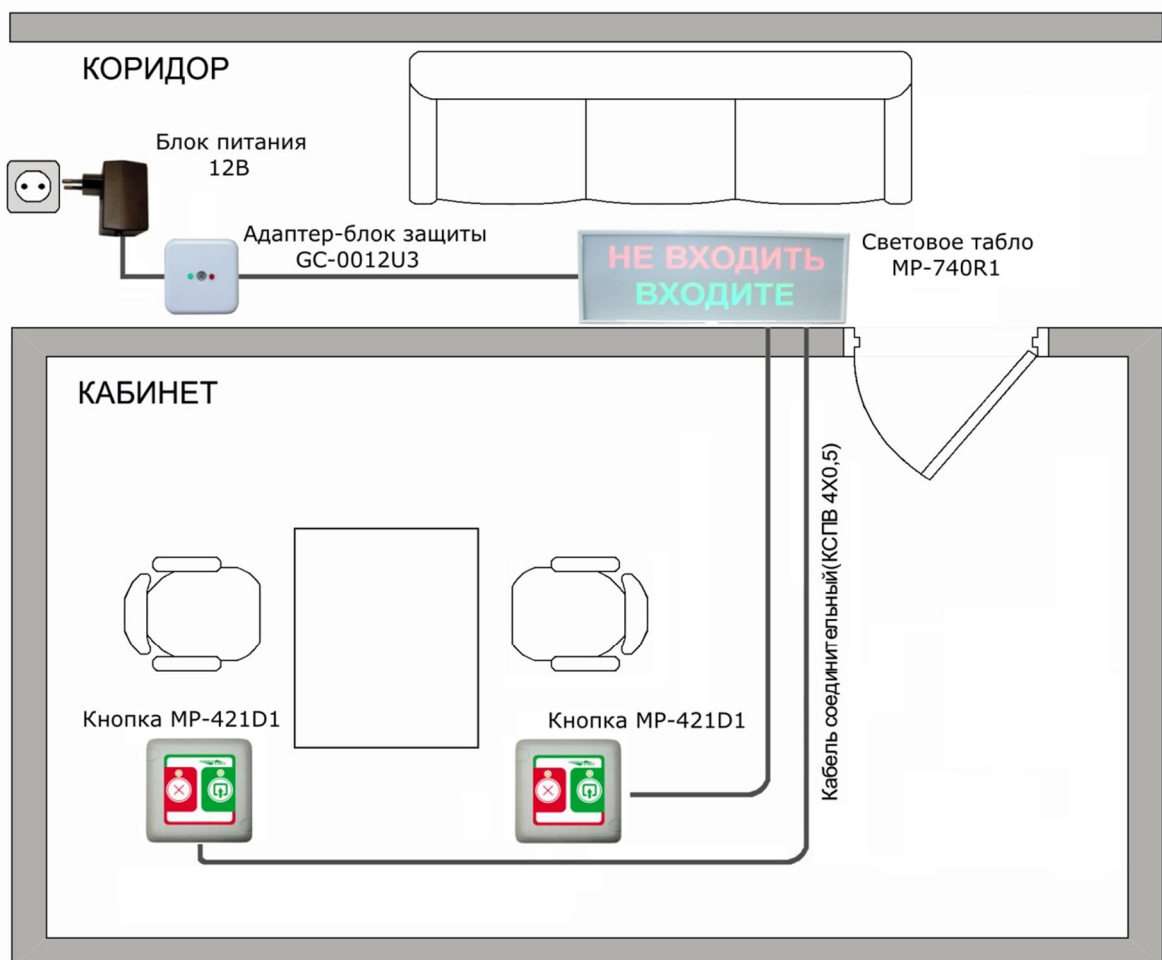 КОРИДОР
Блок питания
12В
Адаптер-блок защиты
GC-0012U3
НЕ ВХОДИТЬ
ВХОДИТЕ
Световое табло
MP-740R1
КАБИНЕТ
Кабель соединительный(КСПВ 4X0,5)
Кнопка MP-421D1
Кнопка MP-421D1